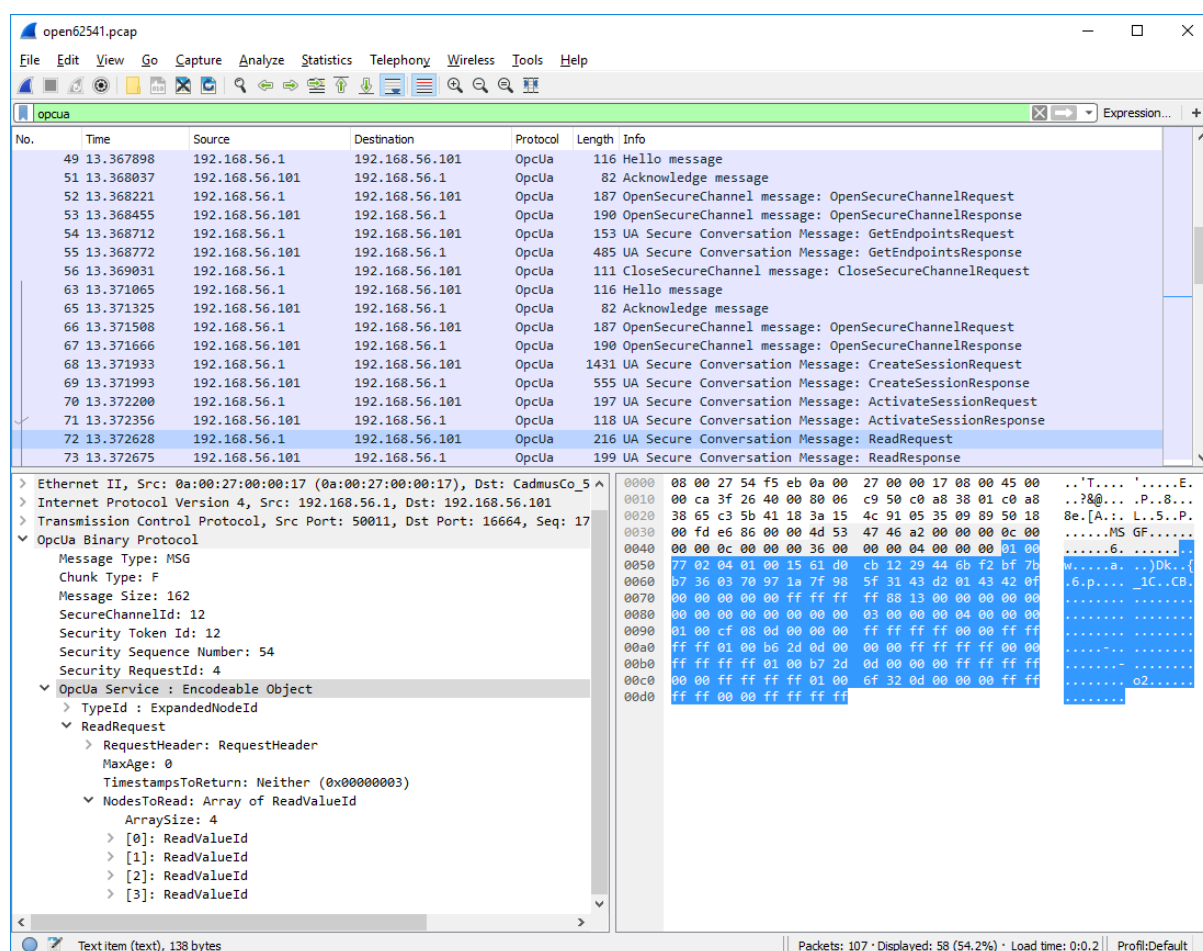 open62541.pcap
File Edit View Go Capture Analyze Statistics Telephony Wireless Tools Help
opcua Expression... +
No. Time Source Destination Protocol Length Info
49 13.367898 192.168.56.1 192.168.56.101 OpcUa 116 Hello message
51 13.368037 192.168.56.101 192.168.56.1 OpcUa 82 Acknowledge message
52 13.368221 192.168.56.1 192.168.56.101 OpcUa 187 OpenSecureChannel message: OpenSecureChannelRequest
53 13.368455 192.168.56.101 192.168.56.1 OpcUa 190 OpenSecureChannel message: OpenSecureChannelResponse
54 13.368712 192.168.56.1 192.168.56.101 OpcUa 153 UA Secure Conversation Message: GetEndpointsRequest
55 13.368772 192.168.56.101 192.168.56.1 OpcUa 485 UA Secure Conversation Message: GetEndpointsResponse
56 13.369031 192.168.56.1 192.168.56.101 OpcUa 111 CloseSecureChannel message: CloseSecureChannelRequest
63 13.371065 192.168.56.1 192.168.56.101 OpcUa 116 Hello message
65 13.371325 192.168.56.101 192.168.56.1 OpcUa 82 Acknowledge message
66 13.371508 192.168.56.1 192.168.56.101 OpcUa 187 OpenSecureChannel message: OpenSecureChannelRequest
67 13.371666 192.168.56.101 192.168.56.1 OpcUa 190 OpenSecureChannel message: OpenSecureChannelResponse
68 13.371933 192.168.56.1 192.168.56.101 OpcUa 1431 UA Secure Conversation Message: CreateSessionRequest
69 13.371993 192.168.56.101 192.168.56.1 OpcUa 555 UA Secure Conversation Message: CreateSessionResponse
70 13.372200 192.168.56.1 192.168.56.101 OpcUa 197 UA Secure Conversation Message: ActivateSessionRequest
71 13.372356 192.168.56.101 192.168.56.1 OpcUa 118 UA Secure Conversation Message: ActivateSessionResponse
72 13.372628 192.168.56.1 192.168.56.101 OpcUa 216 UA Secure Conversation Message: ReadRequest
73 13.372675 192.168.56.101 192.168.56.1 OpcUa 199 UA Secure Conversation Message: ReadResponse
Ethernet II, Src: 0a:00:27:00:00:17 (0a:00:27:00:00:17), Dst: CadmusCo_5
Internet Protocol Version 4, Src: 192.168.56.1, Dst: 192.168.56.101
Transmission Control Protocol, Src Port: 50011, Dst Port: 16664, Seq: 17
OpcUa Binary Protocol
Message Type: MSG
Chunk Type: F
Message Size: 162
SecureChannelId: 12
Security Token Id: 12
Security Sequence Number: 54
Security RequestId: 4
OpcUa Service : Encodeable Object
TypeId : ExpandedNodeId
ReadRequest
RequestHeader: RequestHeader
MaxAge: 0
TimestampsToReturn: Neither (0x00000003)
NodesToRead: Array of ReadValueId
ArraySize: 4
[0]: ReadValueId
[1]: ReadValueId
[2]: ReadValueId
[3]: ReadValueId
0000 08 00 27 54 f5 eb 0a 00 27 00 00 17 08 00 45 00 ..'T.... '.....E.
0010 00 ca 3f 26 40 00 80 06 c9 50 c0 a8 38 01 c0 a8 ..?&@... .P..8...
0020 38 65 c3 5b 41 18 3a 15 4c 91 05 35 09 89 50 18 8e.[A.:. L..5..P.
0030 00 fd e6 86 00 00 4d 53 47 46 a2 00 00 00 0c 00 ......MS GF......
0040 00 00 0c 00 00 00 36 00 00 00 04 00 00 00 01 00 ......6. ........
0050 77 02 04 01 00 15 61 d0 cb 12 29 44 6b f2 bf 7b w.....a. ..)Dk..{
0060 b7 36 03 70 97 1a 7f 98 5f 31 43 d2 01 43 42 0f .6.p.... _1C..CB.
0070 00 00 00 00 00 ff ff ff ff 88 13 00 00 00 00 00 ........ ........
0080 00 00 00 00 00 00 00 00 03 00 00 00 04 00 00 00 ........ ........
0090 01 00 cf 08 0d 00 00 00 ff ff ff ff 00 00 ff ff ........ ........
00a0 ff ff 01 00 b6 2d 0d 00 00 00 ff ff ff ff 00 00 .....-.. ........
00b0 ff ff ff ff 01 00 b7 2d 0d 00 00 00 ff ff ff ff .......- ........
00c0 00 00 ff ff ff ff 01 00 6f 32 0d 00 00 00 ff ff ........ o2......
00d0 ff ff 00 00 ff ff ff ff ........
Text item (text), 138 bytes Packets: 107 · Displayed: 58 (54.2%) · Load time: 0:0.2 Profil:Default